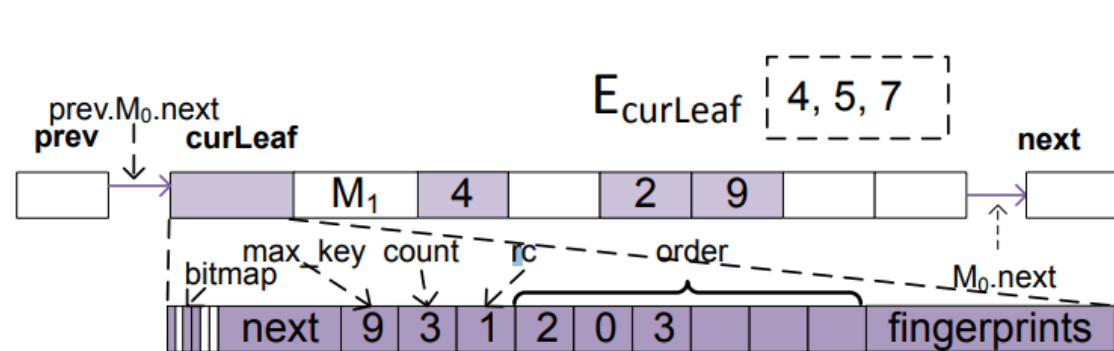 E_curLeaf 4, 5, 7
prev.M₀.next
prev curLeaf next
M₁ 4 2 9
max_key count rc order
bitmap M₀.next
next 9 3 1 2 0 3 fingerprints